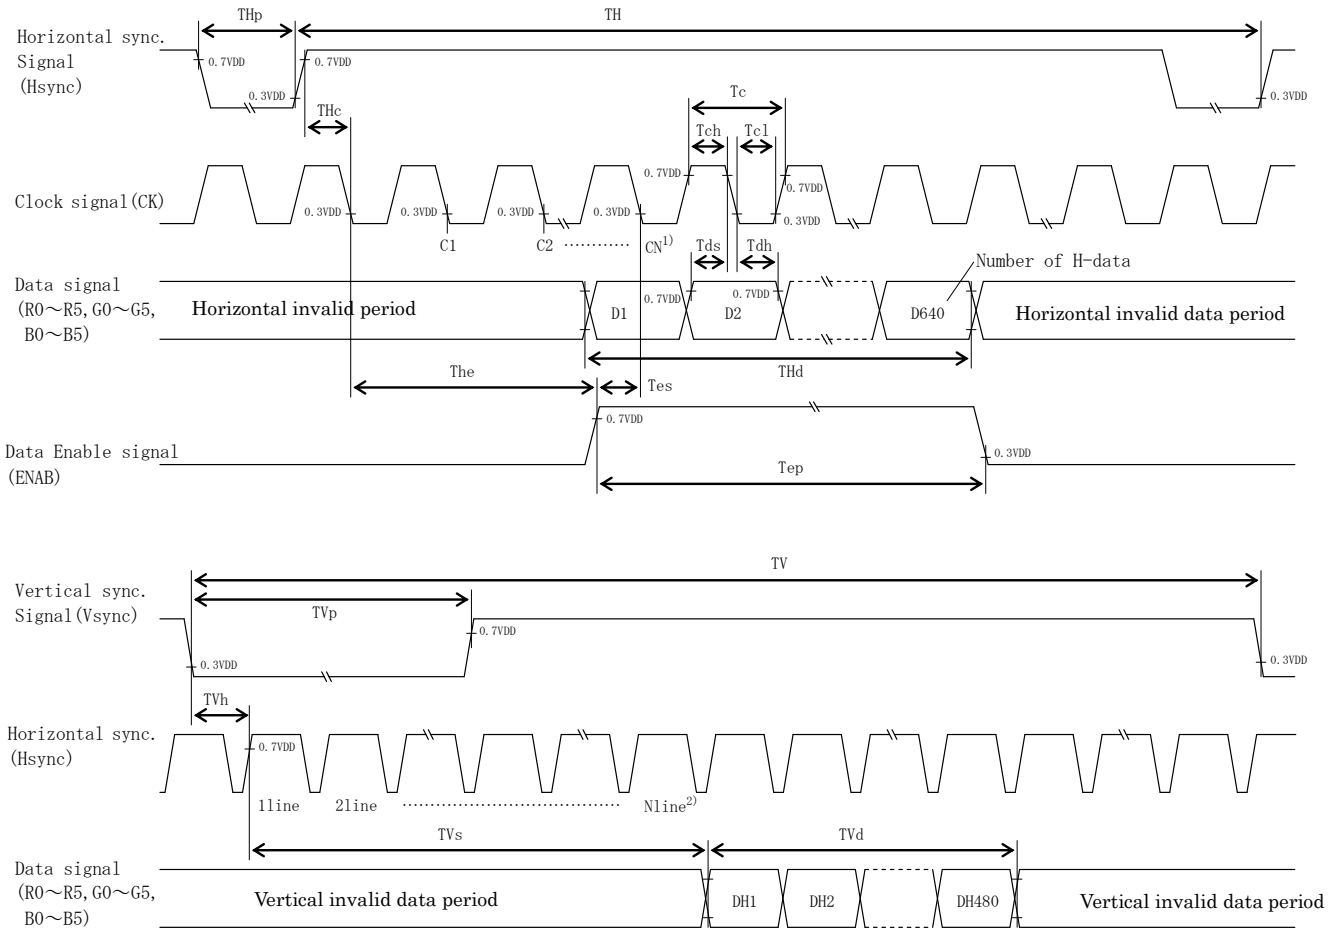 THp
TH
Horizontal sync.
Signal
(Hsync)
0.7VDD
0.7VDD
0.3VDD
0.3VDD
THc
Tc
Tch
Tcl
Clock signal(CK)
0.7VDD
0.7VDD
0.3VDD
0.3VDD
0.3VDD
0.3VDD
0.3VDD
C1
C2
CN1)
Tds
Tdh
Number of H-data
Data signal
(R0～R5,G0～G5,
B0～B5)
Horizontal invalid period
D1
0.7VDD
D2
0.7VDD
D640
Horizontal invalid data period
The
Tes
THd
0.7VDD
Data Enable signal
(ENAB)
0.3VDD
Tep
TV
Vertical sync.
Signal(Vsync)
TVp
0.7VDD
0.3VDD
0.3VDD
TVh
Horizontal sync.
(Hsync)
0.7VDD
1line
2line
Nline2)
TVs
TVd
Data signal
(R0～R5,G0～G5,
B0～B5)
Vertical invalid data period
DH1
DH2
DH480
Vertical invalid data period